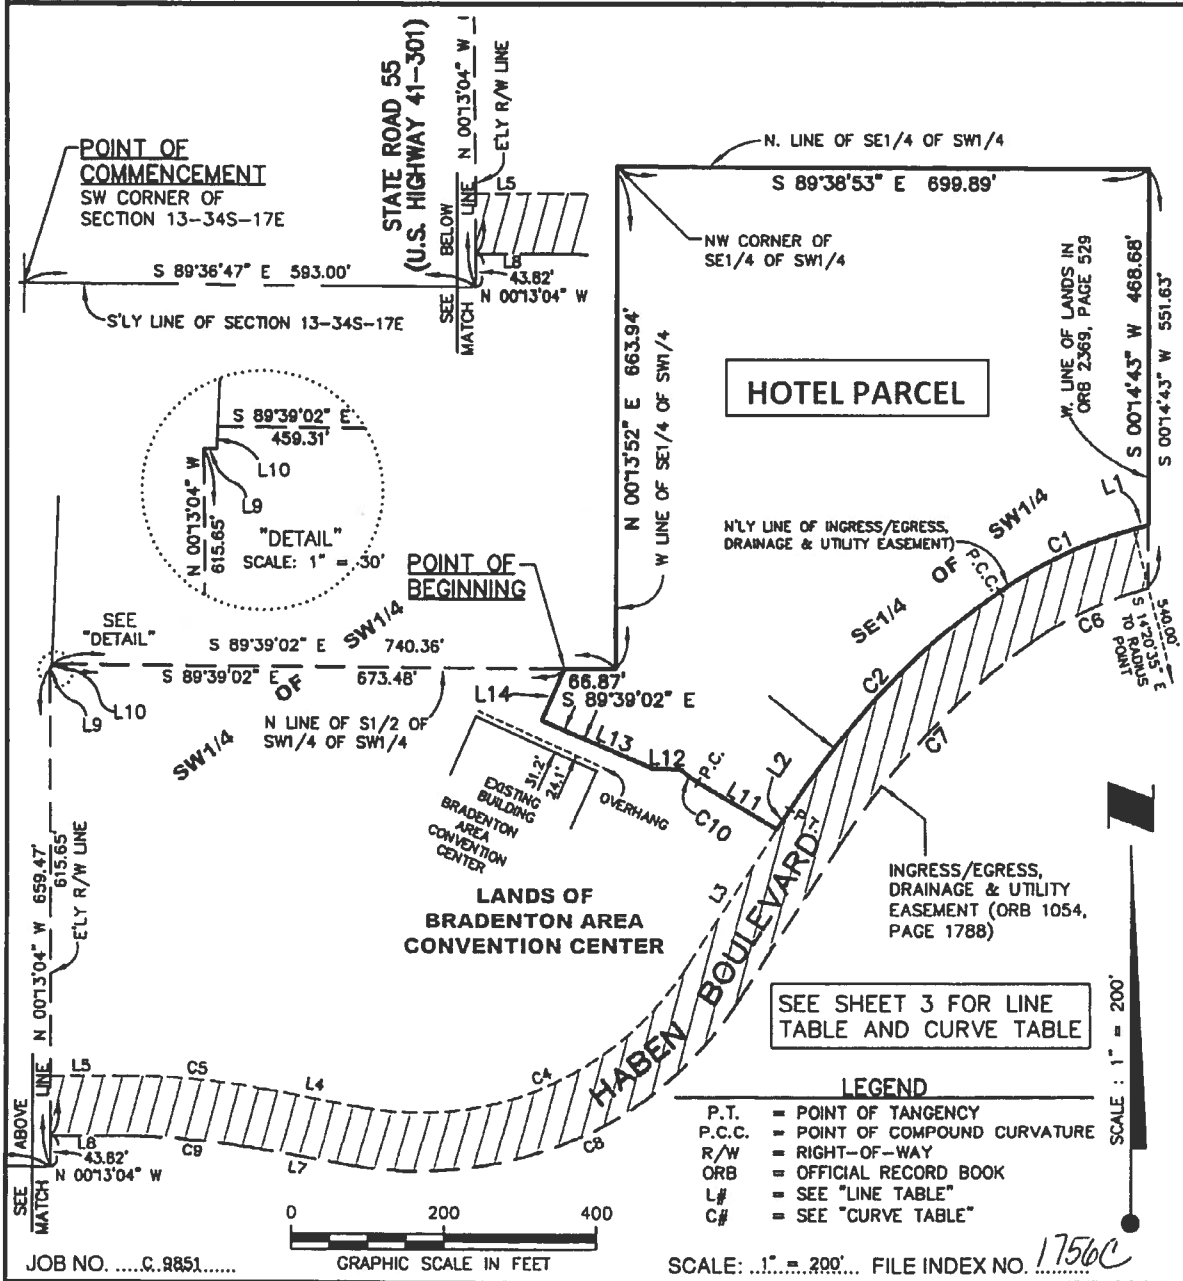 POINT OF
COMMENCEMENT
SW CORNER OF
SECTION 13-34S-17E
S 89°36'47" E 593.00'
S'LY LINE OF SECTION 13-34S-17E
STATE ROAD 55
(U.S. HIGHWAY 41-301)
N 00°13'04" W
E'LY R/W LINE
SEE BELOW
MATCH LINE
L5
L8
43.82'
N 00°13'04" W
N. LINE OF SE1/4 OF SW1/4
S 89°38'53" E 699.89'
NW CORNER OF
SE1/4 OF SW1/4
N 00°13'52" E 663.94'
W LINE OF SE1/4 OF SW1/4
HOTEL PARCEL
W. LINE OF LANDS IN
ORB 2369, PAGE 529
S 00°14'43" W 468.68'
S 00°14'43" W 551.63'
L1
C1
N'LY LINE OF INGRESS/EGRESS,
DRAINAGE & UTILITY EASEMENT
P.C.C.
SE1/4 OF SW1/4
C2
C6
C7
540.00'
S 14°20'35" E
TO RADIUS
POINT
S 89°39'02" E
459.31'
L10
L9
N 00°13'04" W
615.65'
"DETAIL"
SCALE: 1" = 30'
POINT OF
BEGINNING
SEE
"DETAIL"
S 89°39'02" E 740.36'
S 89°39'02" E 673.48'
SW1/4 OF SW1/4
L9
L10
N LINE OF S1/2 OF
SW1/4 OF SW1/4
66.87'
S 89°39'02" E
L14
L13
L12
P.C.
L11
L2
C10
P.T.
31.2'
24.1'
OVERHANG
EXISTING
BUILDING
BRADENTON
AREA
CONVENTION
CENTER
LANDS OF
BRADENTON AREA
CONVENTION CENTER
L3
HABEN BOULEVARD
INGRESS/EGRESS,
DRAINAGE & UTILITY
EASEMENT (ORB 1054,
PAGE 1788)
N 00°13'04" W 659.47'
615.65'
E'LY R/W LINE
SEE ABOVE
MATCH LINE
L5
C5
L4
C4
L8
43.82'
N 00°13'04" W
C9
L7
C8
SEE SHEET 3 FOR LINE
TABLE AND CURVE TABLE
LEGEND
P.T. = POINT OF TANGENCY
P.C.C. = POINT OF COMPOUND CURVATURE
R/W = RIGHT-OF-WAY
ORB = OFFICIAL RECORD BOOK
L# = SEE "LINE TABLE"
C# = SEE "CURVE TABLE"
SCALE : 1" = 200'
0 200 400
GRAPHIC SCALE IN FEET
JOB NO. .....C 9851......
SCALE: ..1" = 200'.... FILE INDEX NO. 1756C